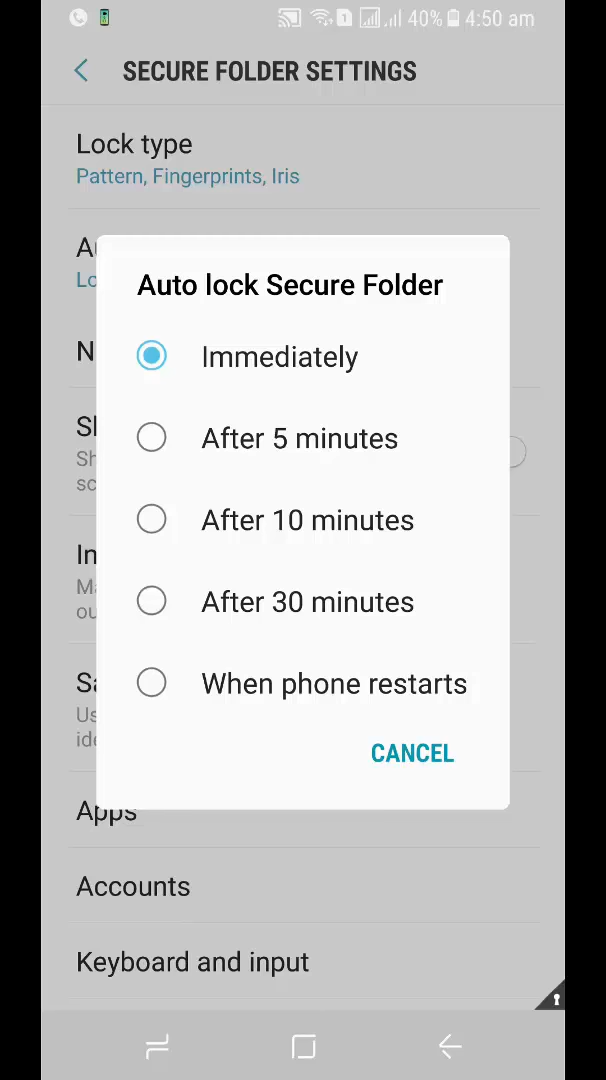 1 40% 4:50 am
SECURE FOLDER SETTINGS
Lock type
Pattern, Fingerprints, Iris
Auto lock Secure Folder
Immediately
After 5 minutes
After 10 minutes
After 30 minutes
When phone restarts
CANCEL
Apps
Accounts
Keyboard and input